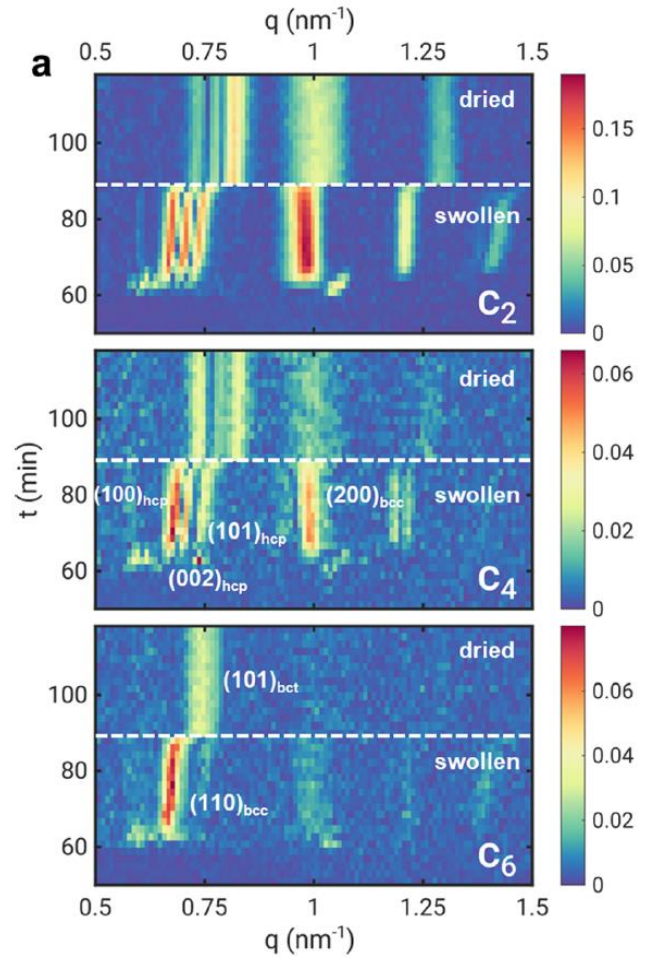 q (nm⁻¹)
0.5 0.75 1 1.25 1.5
a
dried
100
0.15
80
swollen
0.1
0.05
60
C₂
0
dried
0.06
100
t (min)
0.04
(100)hcp
(200)bcc
swollen
80
(101)hcp
0.02
60
(002)hcp
C₄
0
dried
(101)bct
0.06
100
swollen
0.04
80
(110)bcc
0.02
60
C₆
0
0.5 0.75 1 1.25 1.5
q (nm⁻¹)